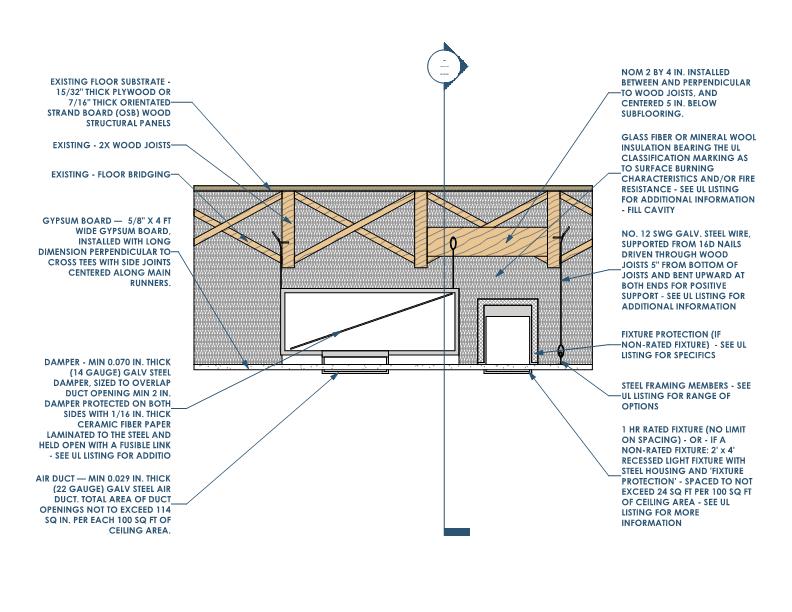 EXISTING FLOOR SUBSTRATE -
15/32" THICK PLYWOOD OR
7/16" THICK ORIENTATED
STRAND BOARD (OSB) WOOD
STRUCTURAL PANELS
EXISTING - 2X WOOD JOISTS
EXISTING - FLOOR BRIDGING
GYPSUM BOARD — 5/8" X 4 FT
WIDE GYPSUM BOARD,
INSTALLED WITH LONG
DIMENSION PERPENDICULAR TO
CROSS TEES WITH SIDE JOINTS
CENTERED ALONG MAIN
RUNNERS.
DAMPER - MIN 0.070 IN. THICK
(14 GAUGE) GALV STEEL
DAMPER, SIZED TO OVERLAP
DUCT OPENING MIN 2 IN.
DAMPER PROTECTED ON BOTH
SIDES WITH 1/16 IN. THICK
CERAMIC FIBER PAPER
LAMINATED TO THE STEEL AND
HELD OPEN WITH A FUSIBLE LINK
- SEE UL LISTING FOR ADDITIO
AIR DUCT — MIN 0.029 IN. THICK
(22 GAUGE) GALV STEEL AIR
DUCT. TOTAL AREA OF DUCT
OPENINGS NOT TO EXCEED 114
SQ IN. PER EACH 100 SQ FT OF
CEILING AREA.
NOM 2 BY 4 IN. INSTALLED
BETWEEN AND PERPENDICULAR
TO WOOD JOISTS, AND
CENTERED 5 IN. BELOW
SUBFLOORING.
GLASS FIBER OR MINERAL WOOL
INSULATION BEARING THE UL
CLASSIFICATION MARKING AS
TO SURFACE BURNING
CHARACTERISTICS AND/OR FIRE
RESISTANCE - SEE UL LISTING
FOR ADDITIONAL INFORMATION
- FILL CAVITY
NO. 12 SWG GALV. STEEL WIRE,
SUPPORTED FROM 16D NAILS
DRIVEN THROUGH WOOD
JOISTS 5" FROM BOTTOM OF
JOISTS AND BENT UPWARD AT
BOTH ENDS FOR POSITIVE
SUPPORT - SEE UL LISTING FOR
ADDITIONAL INFORMATION
FIXTURE PROTECTION (IF
NON-RATED FIXTURE) - SEE UL
LISTING FOR SPECIFICS
STEEL FRAMING MEMBERS - SEE
UL LISTING FOR RANGE OF
OPTIONS
1 HR RATED FIXTURE (NO LIMIT
ON SPACING) - OR - IF A
NON-RATED FIXTURE: 2' x 4'
RECESSED LIGHT FIXTURE WITH
STEEL HOUSING AND 'FIXTURE
PROTECTION' - SPACED TO NOT
EXCEED 24 SQ FT PER 100 SQ FT
OF CEILING AREA - SEE UL
LISTING FOR MORE
INFORMATION